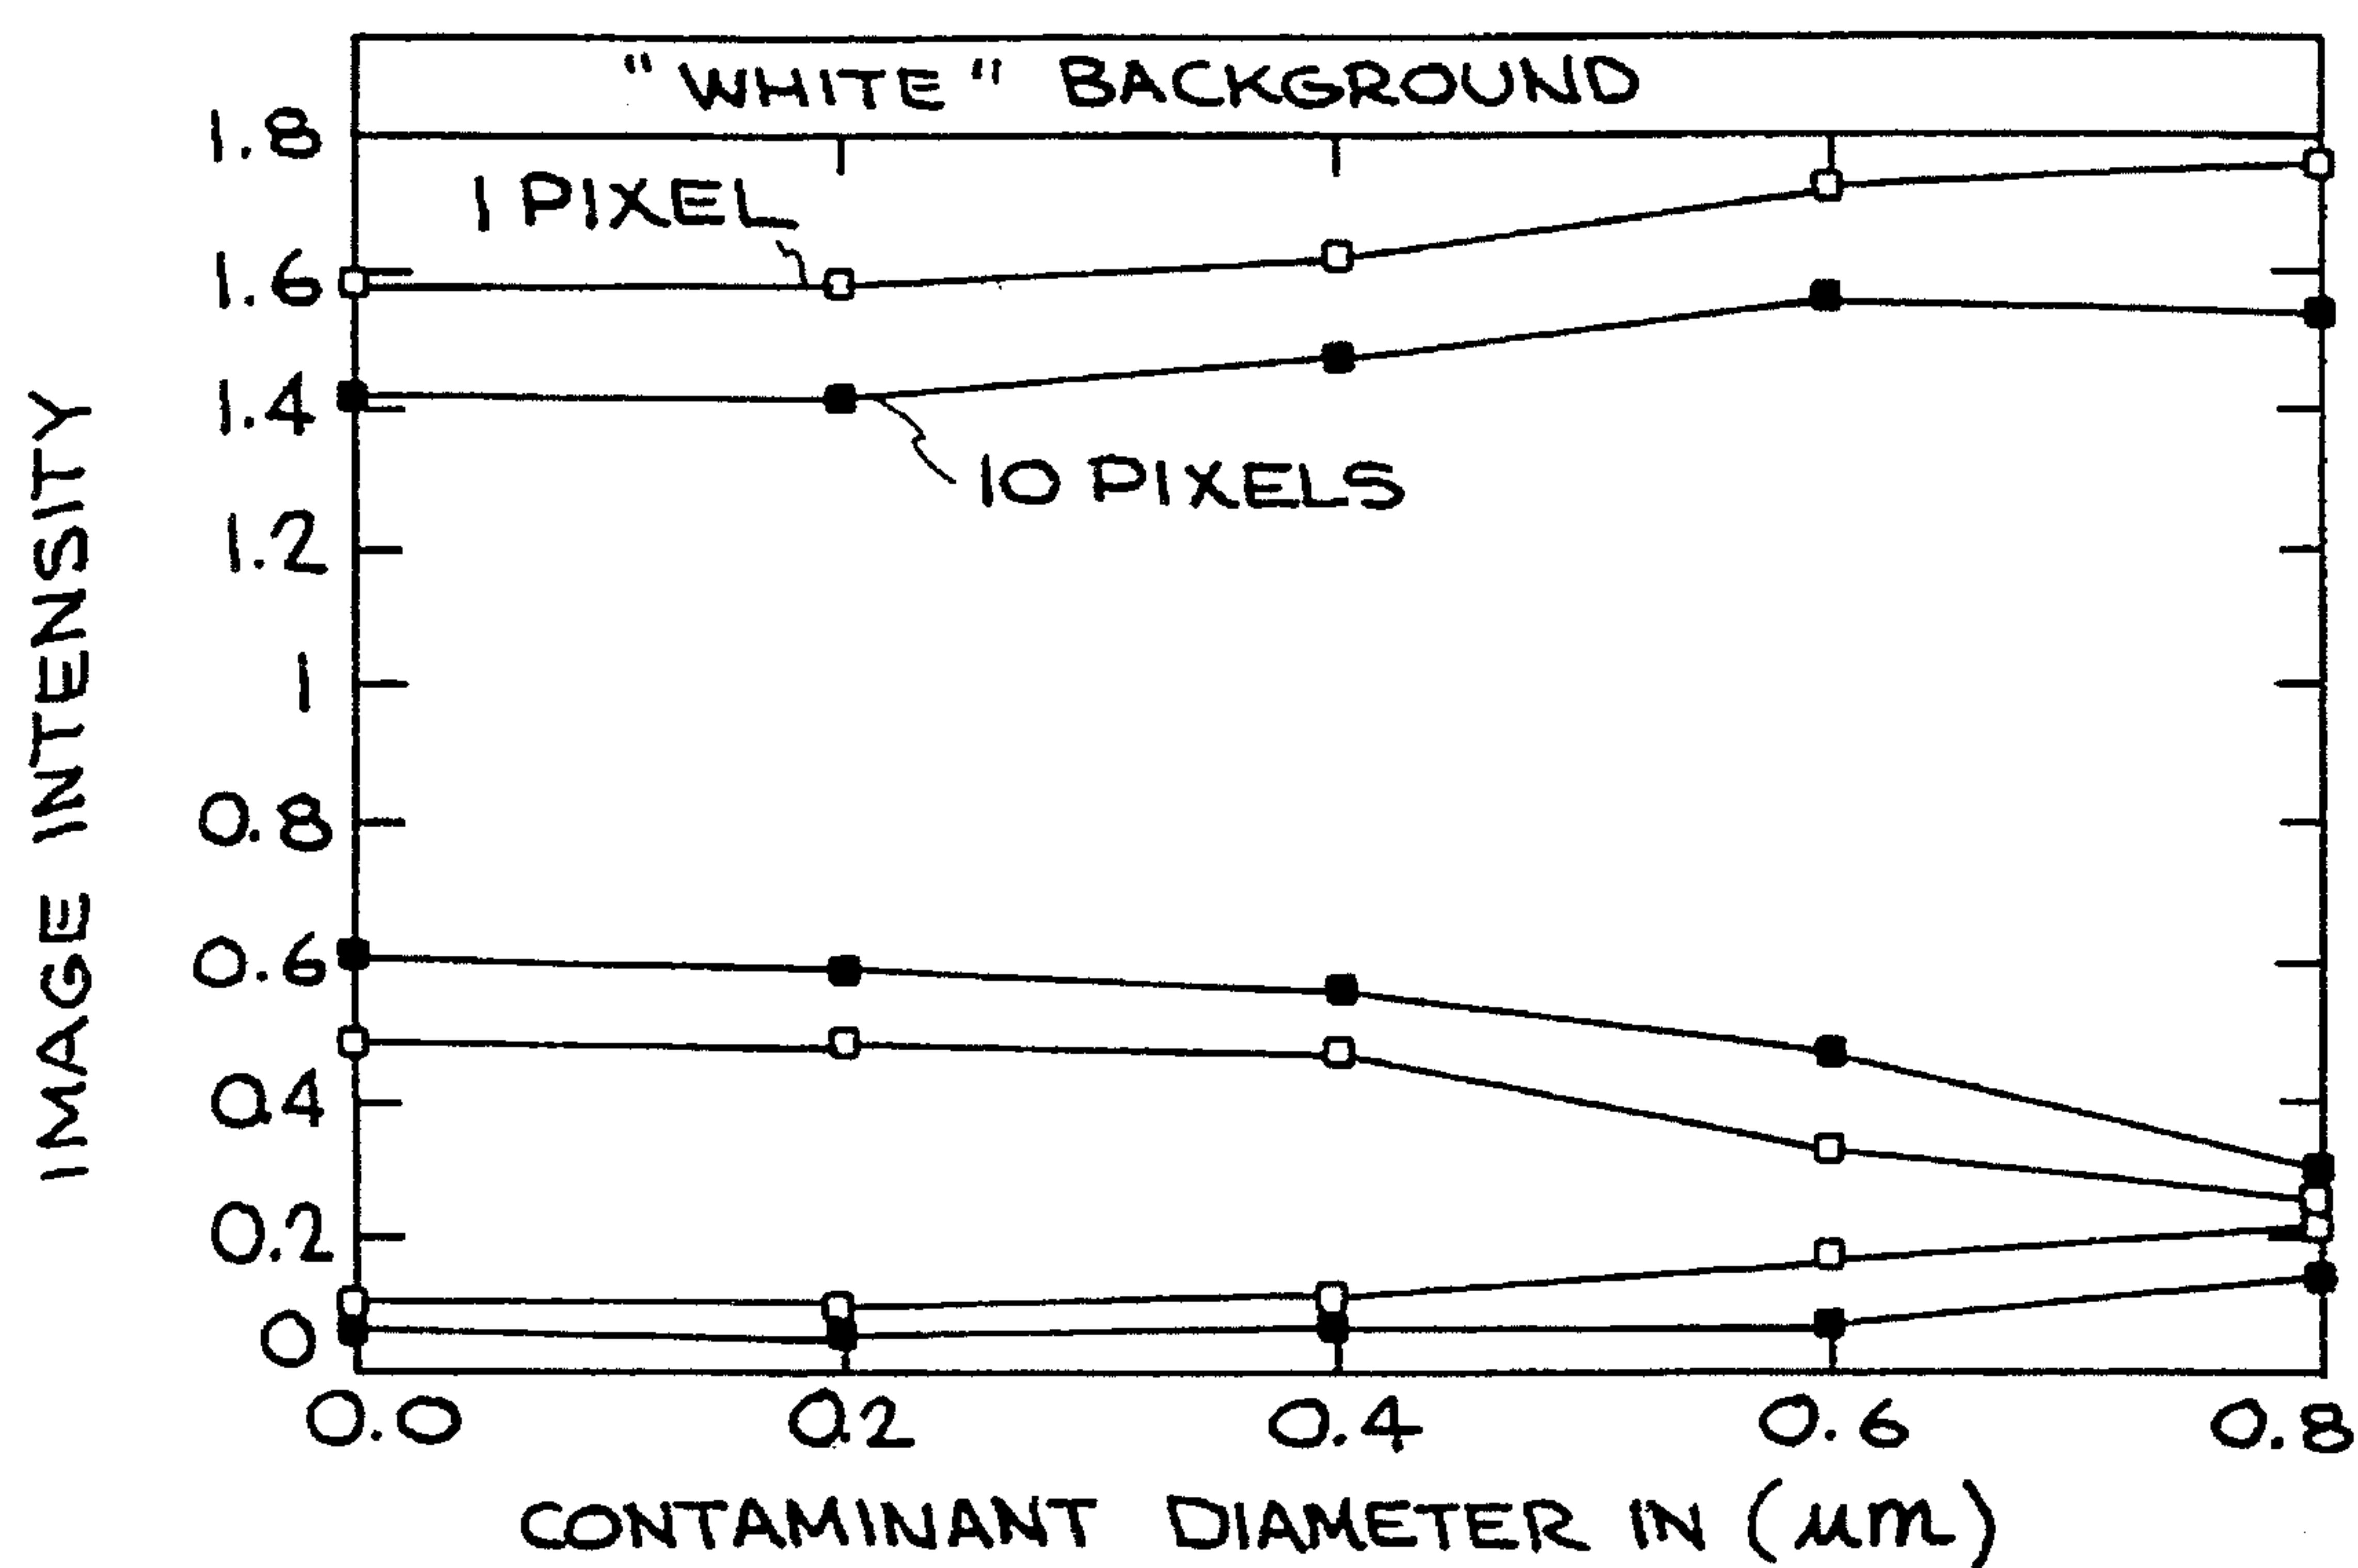 "WHITE" BACKGROUND
1.8
1 PIXEL
1.6
1.4
10 PIXELS
1.2
1
0.8
0.6
0.4
0.2
0
IMAGE INTENSITY
0.0 0.2 0.4 0.6 0.8
CONTAMINANT DIAMETER IN (μm)